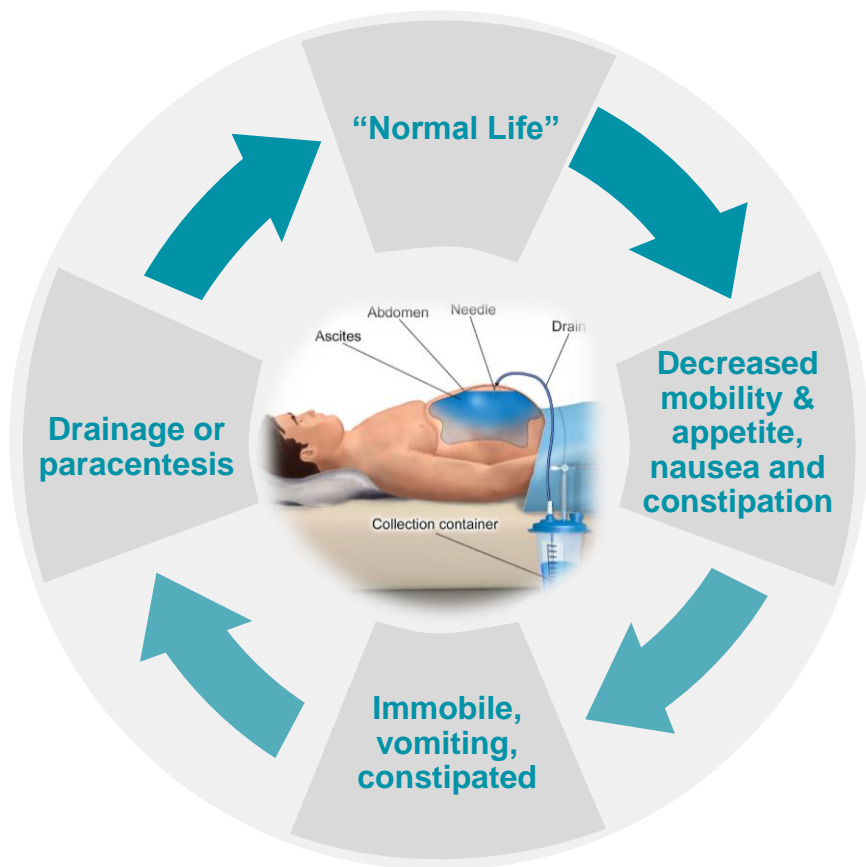 “Normal Life”
Decreased
mobility &
appetite,
nausea and
constipation
Immobile,
vomiting,
constipated
Drainage or
paracentesis
Abdomen
Needle
Ascites
Drain
Collection container